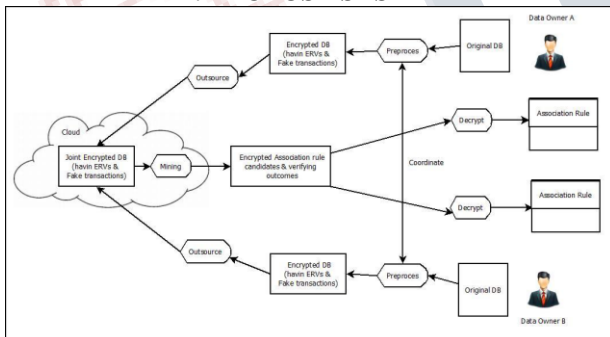 Data Owner A
Encrypted DB
(havin ERVs &
Fake transactions)
Preproces
Original DB
Outsource
Decrypt
Association Rule
Cloud
Joint Encrypted DB
(havin ERVs &
Fake transactions)
Mining
Encrypted Association rule
candidates & verifying
outcomes
Coordinate
Decrypt
Association Rule
Outsource
Encrypted DB
(havin ERVs &
Fake transactions)
Preproces
Original DB
Data Owner B